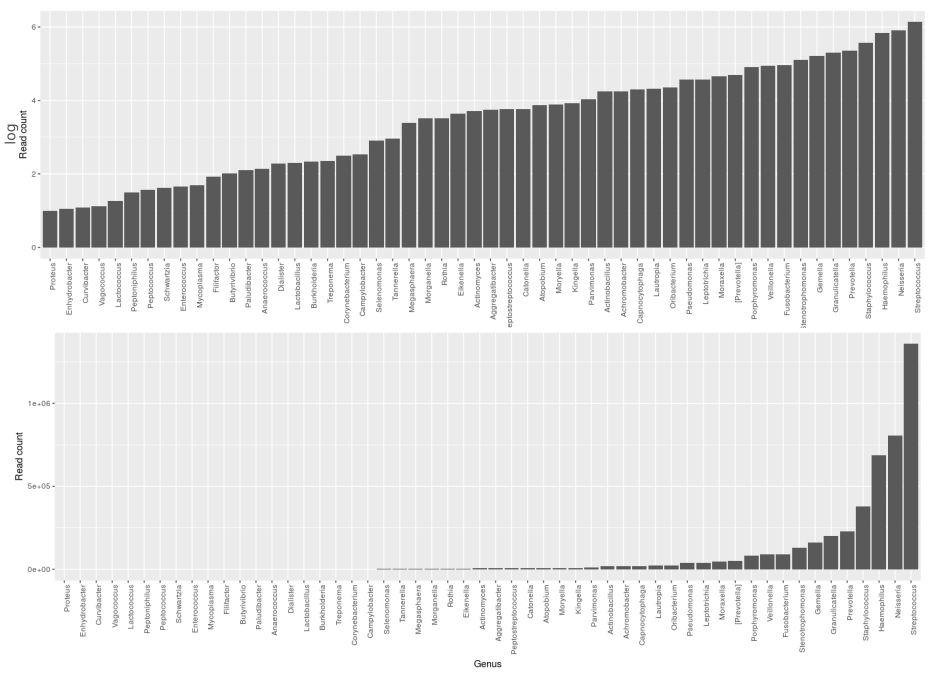 6
4
2
0
log
Read count
Proteus
Enhydrobacter
Curvibacter
Vagococcus
Lactococcus
Peptoniphilus
Peptococcus
Schwartzia
Enterococcus
Mycoplasma
Filifactor
Butyrivibrio
Paludibacter
Anaerococcus
Dialister
Lactobacillus
Burkholderia
Treponema
Corynebacterium
Campylobacter
Selenomonas
Tannerella
Megasphaera
Morganella
Rothia
Eikenella
Actinomyces
Aggregatibacter
eptostreptococcus
Catonella
Atopobium
Moryella
Kingella
Parvimonas
Actinobacillus
Achromobacter
Capnocytophaga
Lautropia
Oribacterium
Pseudomonas
Leptotrichia
Moraxella
[Prevotella]
Porphyromonas
Veillonella
Fusobacterium
Stenotrophomonas
Gemella
Granulicatella
Prevotella
Staphylococcus
Haemophilus
Neisseria
Streptococcus
1e+06
5e+05
0e+00
Read count
Proteus
Enhydrobacter
Curvibacter
Vagococcus
Lactococcus
Peptoniphilus
Peptococcus
Schwartzia
Enterococcus
Mycoplasma
Filifactor
Butyrivibrio
Paludibacter
Anaerococcus
Dialister
Lactobacillus
Burkholderia
Treponema
Corynebacterium
Campylobacter
Selenomonas
Tannerella
Megasphaera
Morganella
Rothia
Eikenella
Actinomyces
Aggregatibacter
Peptostreptococcus
Catonella
Atopobium
Moryella
Kingella
Parvimonas
Actinobacillus
Achromobacter
Capnocytophaga
Lautropia
Oribacterium
Pseudomonas
Leptotrichia
Moraxella
[Prevotella]
Porphyromonas
Veillonella
Fusobacterium
Stenotrophomonas
Gemella
Granulicatella
Prevotella
Staphylococcus
Haemophilus
Neisseria
Streptococcus
Genus